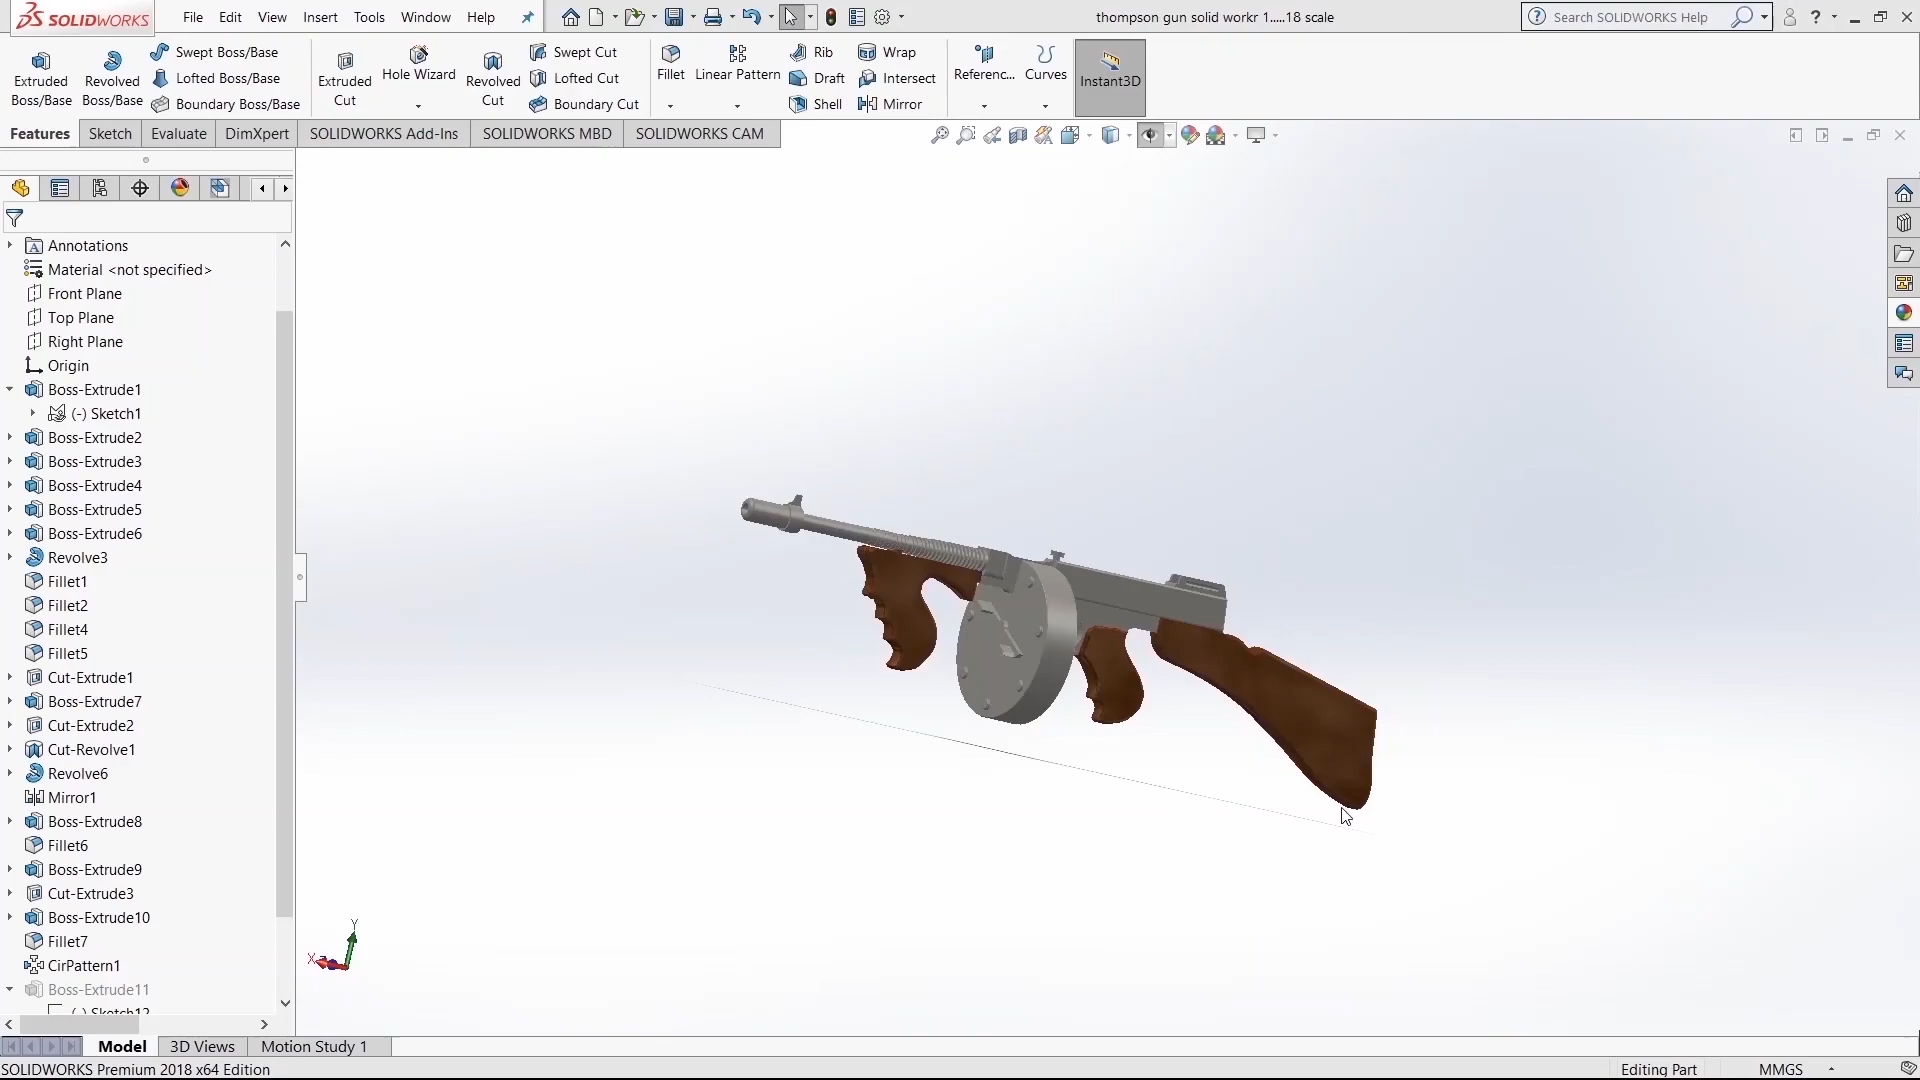 SOLIDWORKS File Edit View Insert Tools Window Help thompson gun solid workr 1.....18 scale Search SOLIDWORKS Help ?
Extruded Boss/Base
Revolved Boss/Base
Swept Boss/Base
Lofted Boss/Base
Boundary Boss/Base
Extruded Cut
Hole Wizard
Revolved Cut
Swept Cut
Lofted Cut
Boundary Cut
Fillet
Linear Pattern
Rib
Draft
Shell
Wrap
Intersect
Mirror
Referenc...
Curves
Instant3D
Features Sketch Evaluate DimXpert SOLIDWORKS Add-Ins SOLIDWORKS MBD SOLIDWORKS CAM
Annotations
Material <not specified>
Front Plane
Top Plane
Right Plane
Origin
Boss-Extrude1
(-) Sketch1
Boss-Extrude2
Boss-Extrude3
Boss-Extrude4
Boss-Extrude5
Boss-Extrude6
Revolve3
Fillet1
Fillet2
Fillet4
Fillet5
Cut-Extrude1
Boss-Extrude7
Cut-Extrude2
Cut-Revolve1
Revolve6
Mirror1
Boss-Extrude8
Fillet6
Boss-Extrude9
Cut-Extrude3
Boss-Extrude10
Fillet7
CirPattern1
Boss-Extrude11
(-) Sketch12
Y
X
Model 3D Views Motion Study 1
SOLIDWORKS Premium 2018 x64 Edition Editing Part MMGS